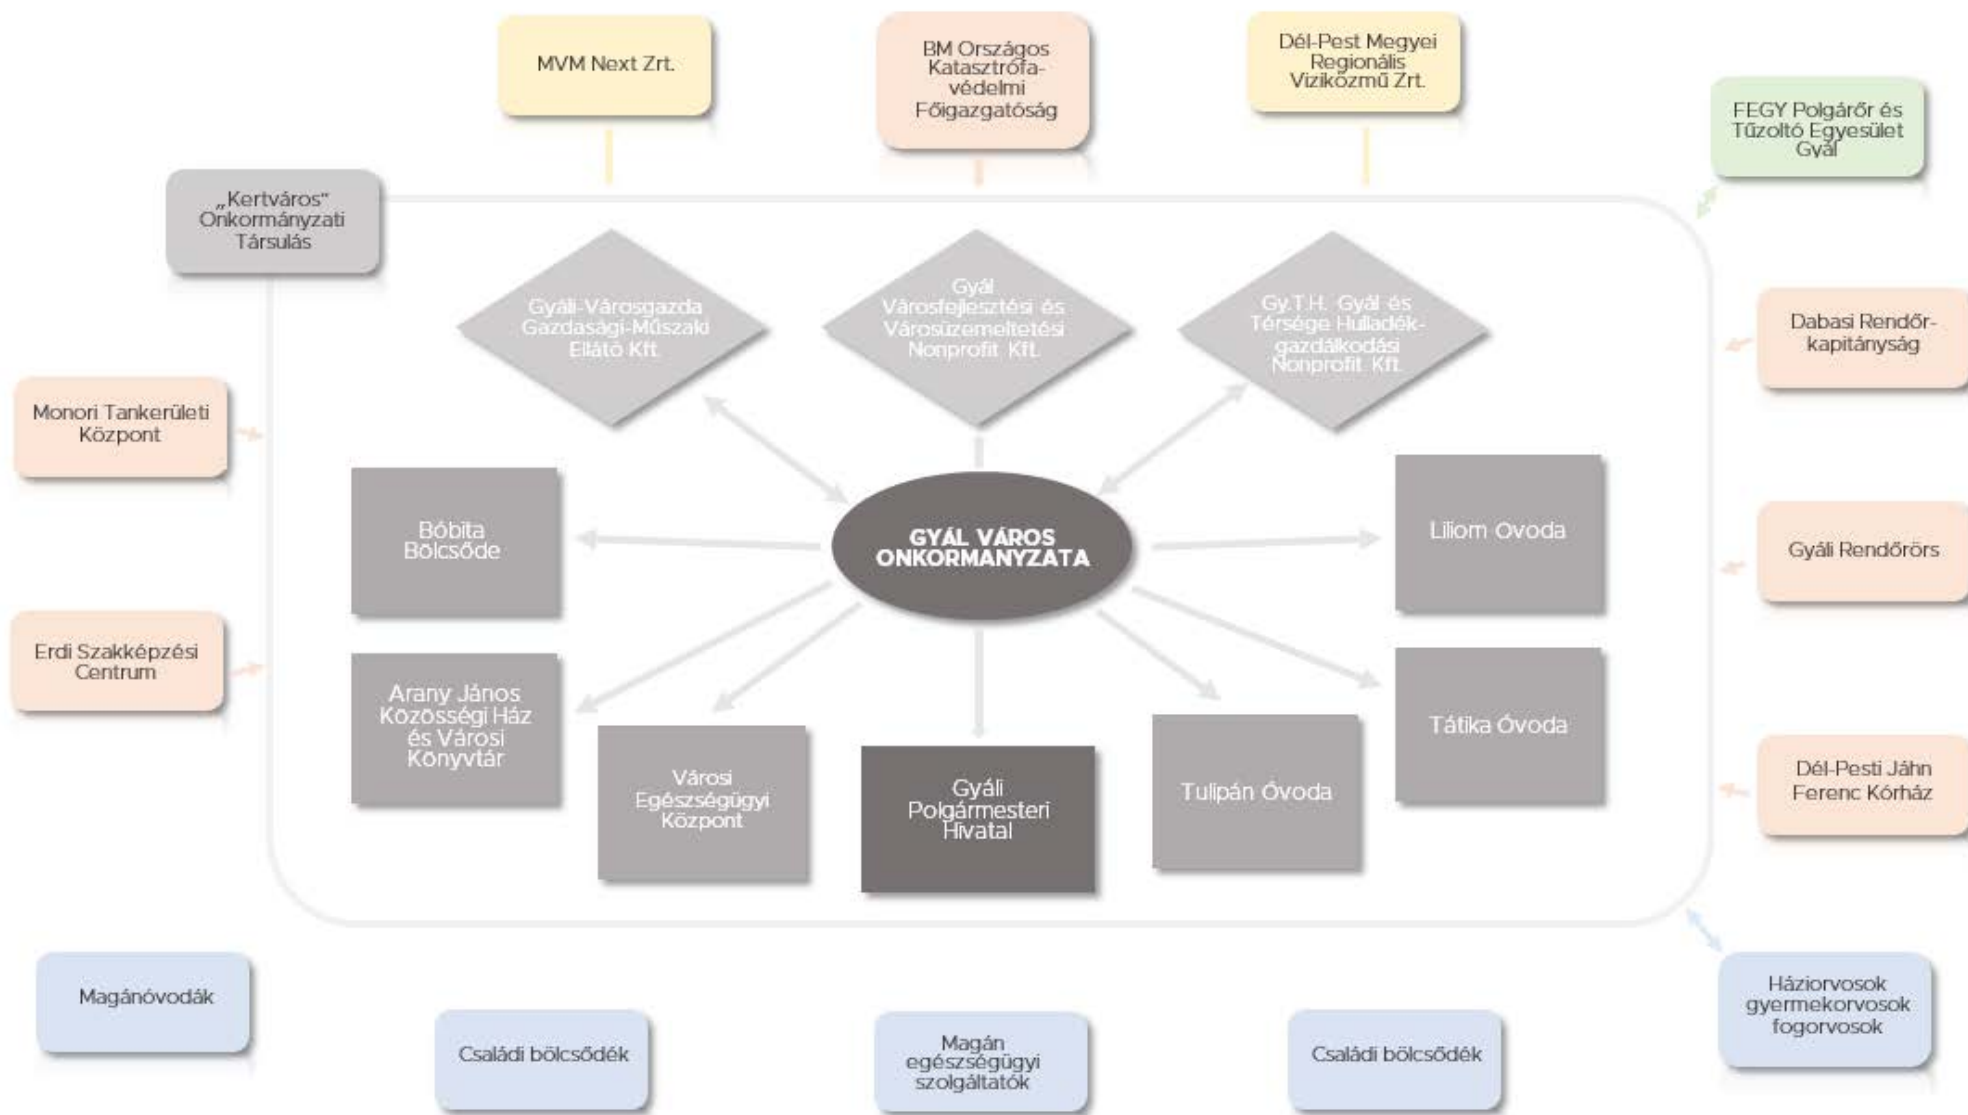 MVM Next Zrt.
BM Országos
Katasztrófa-
védelmi
Főigazgatóság
Dél-Pest Megyei
Regionális
Viziközmű Zrt.
FEGY Polgárőr és
Tűzoltó Egyesület
Gyál
„Kertváros”
Onkormányzati
Társulás
Gyáli-Városgazda
Gazdasági-Műszaki
Ellátó Kft.
Gyál
Városfejlesztési és
Városüzemeltetési
Nonprofit Kft.
Gy.T.H. Gyál és
Térsége Hulladék-
gazdálkodási
Nonprofit Kft.
Dabasi Rendőr-
kapitányság
Monori Tankerületi
Központ
Bóbita
Bölcsőde
GYÁL VÁROS
ONKORMANYZATA
Liliom Ovoda
Gyáli Rendőrörs
Erdi Szakképzési
Centrum
Arany János
Közösségi Ház
és Városi
Könyvtár
Városi
Egészségügyi
Központ
Gyáli
Polgármesteri
Hivatal
Tulipán Óvoda
Tátika Óvoda
Dél-Pesti Jáhn
Ferenc Kórház
Magánóvodák
Családi bölcsődék
Magán
egészségügyi
szolgáltatók
Családi bölcsődék
Háziorvosok
gyermekorvosok
fogorvosok